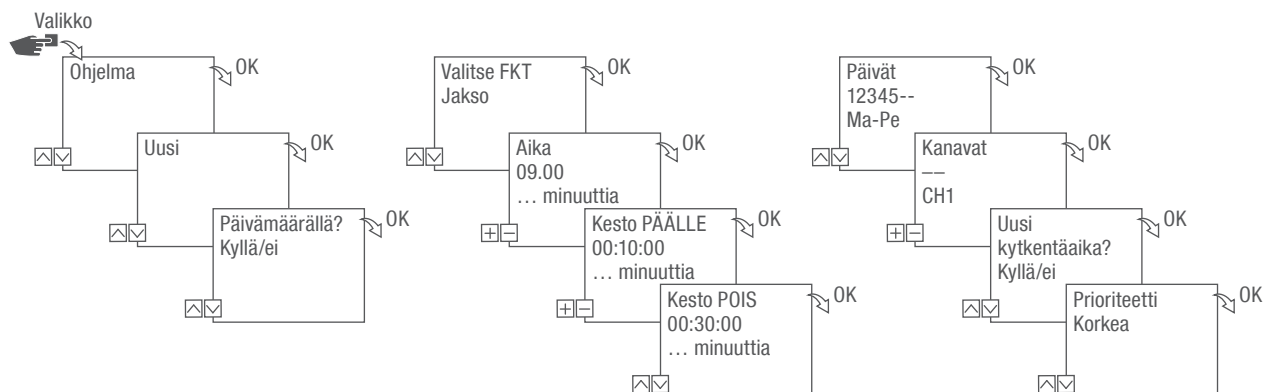 Valikko
Ohjelma
OK
Uusi
OK
Päivämäärällä?
Kyllä/ei
OK
Valitse FKT
Jakso
OK
Aika
09.00
… minuuttia
OK
Kesto PÄÄLLE
00:10:00
… minuuttia
OK
Kesto POIS
00:30:00
… minuuttia
OK
Päivät
12345--
Ma-Pe
OK
Kanavat
––
CH1
OK
Uusi
kytkentäaika?
Kyllä/ei
OK
Prioriteetti
Korkea
OK